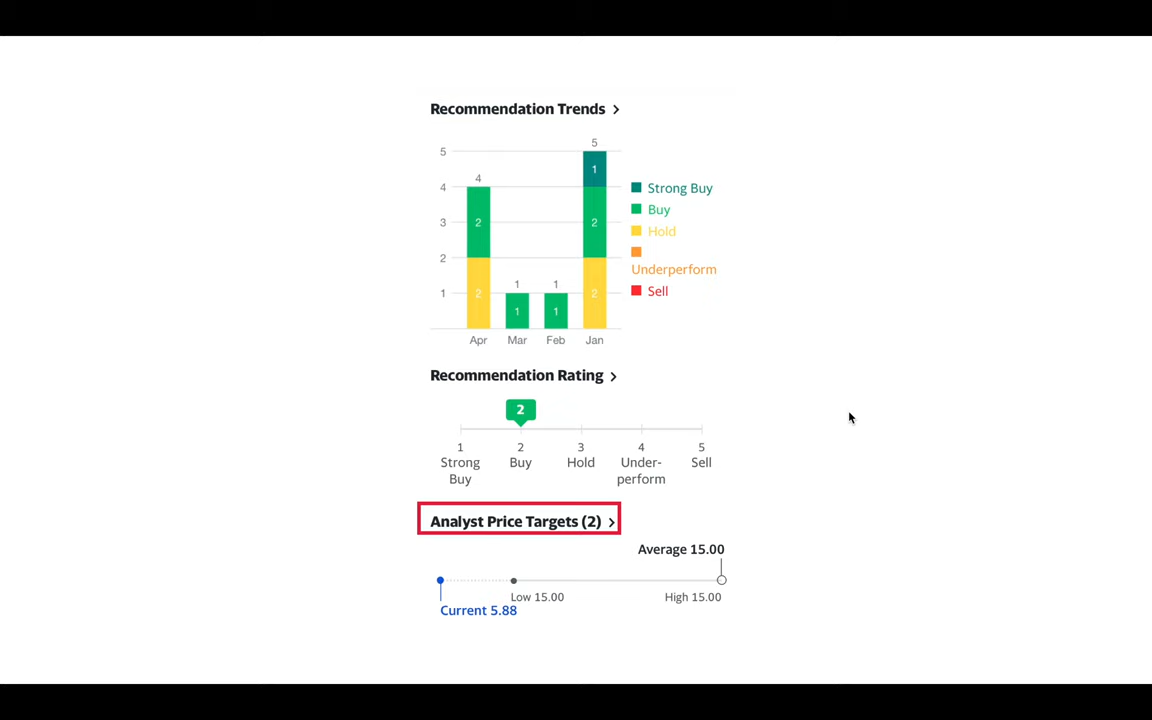 Recommendation Trends >
5
5
1
4
4
Strong Buy
3
2
2
Buy
Hold
2
Underperform
1
1
1
2
2
Sell
1
1
Apr Mar Feb Jan
Recommendation Rating >
2
1 2 3 4 5
Strong Buy Hold Under- Sell
Buy perform
Analyst Price Targets (2) >
Average 15.00
Low 15.00 High 15.00
Current 5.88